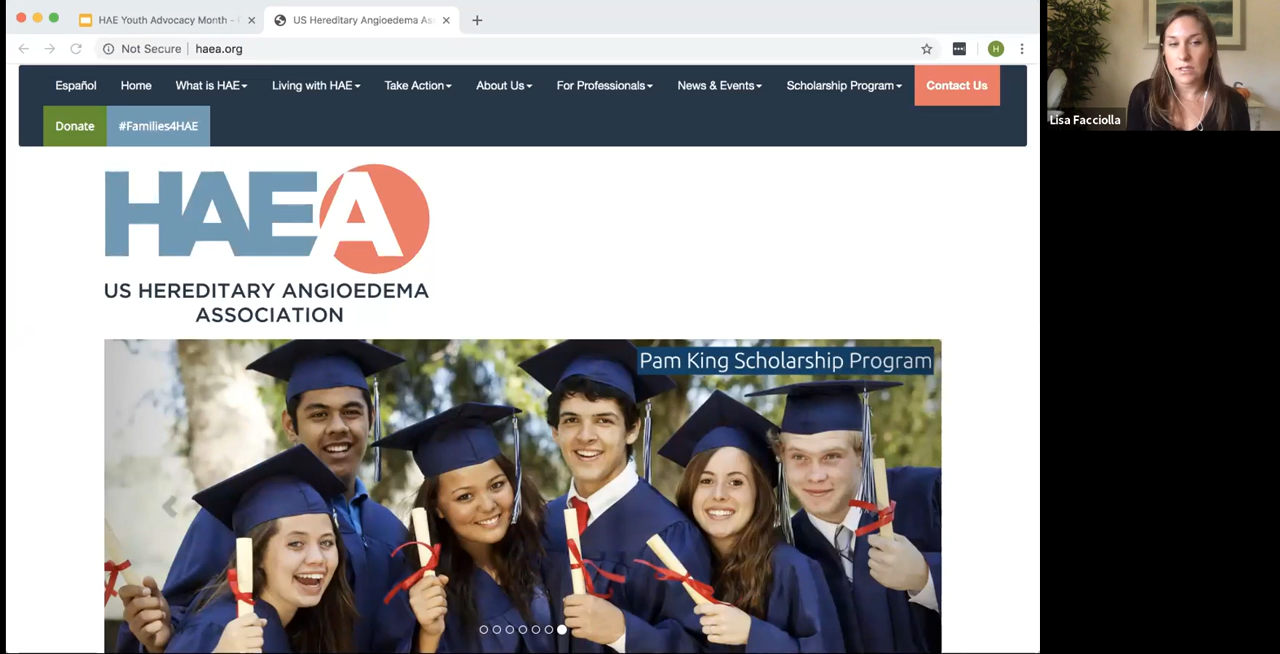 HAE Youth Advocacy Month -
US Hereditary Angioedema As
Not Secure
haea.org
H
Español Home What is HAE Living with HAE Take Action About Us For Professionals News & Events Scholarship Program Contact Us
Donate #Families4HAE
HAEA
US HEREDITARY ANGIOEDEMA
ASSOCIATION
Pam King Scholarship Program
Lisa Facciolla